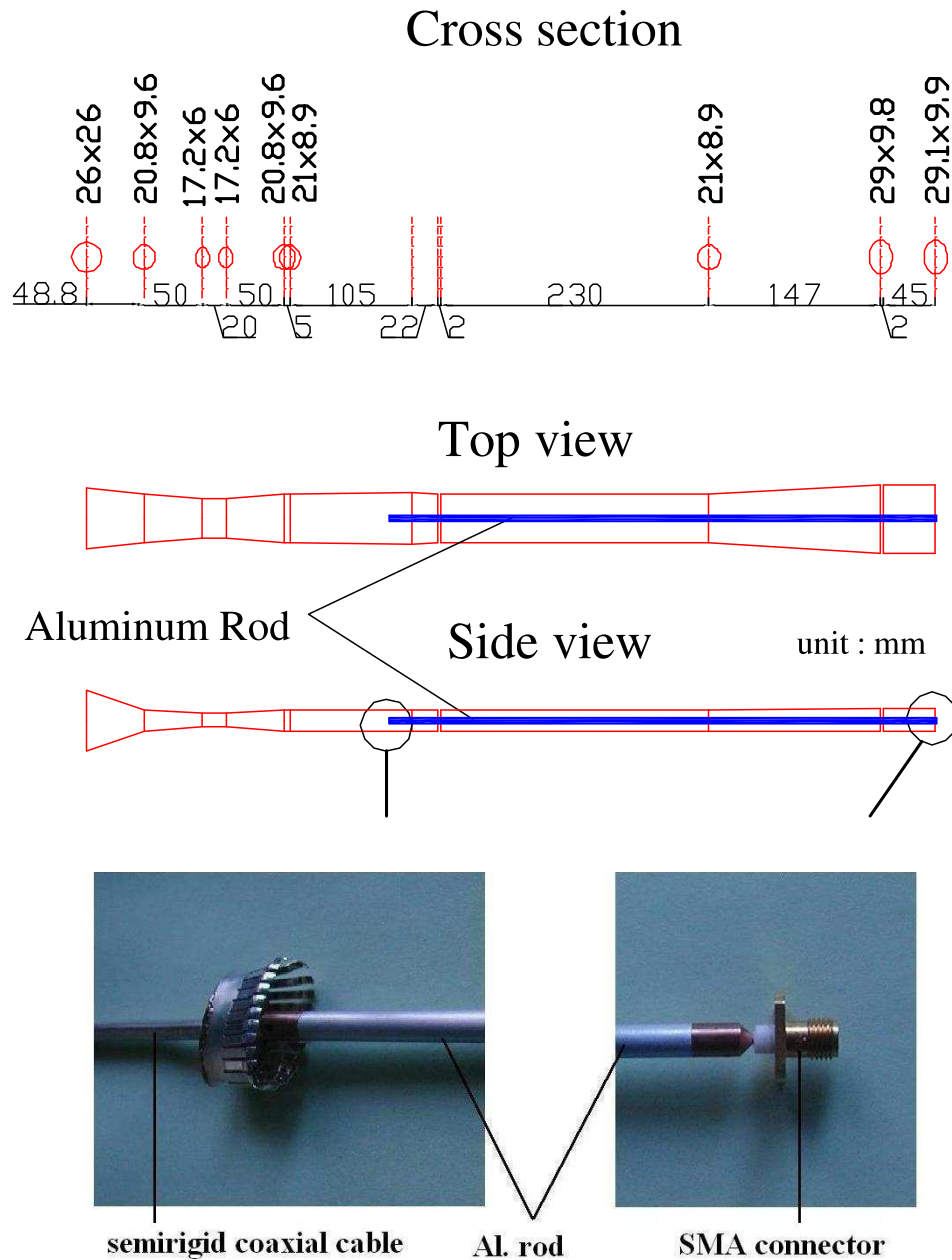 Cross section
26×26
20.8×9.6
17.2×6
17.2×6
20.8×9.6
21×8.9
21×8.9
29×9.8
29.1×9.9
48.8 50 50 105 230 147 45
20 5 22 2 2
Top view
Aluminum Rod
Side view
unit : mm
semirigid coaxial cable
Al. rod
SMA connector